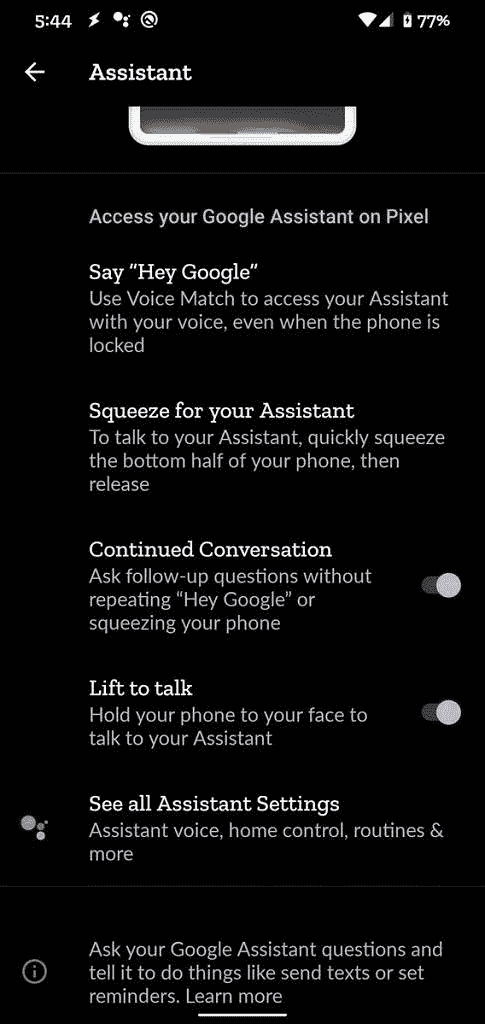 5:44 77%
Assistant
Access your Google Assistant on Pixel
Say “Hey Google”
Use Voice Match to access your Assistant
with your voice, even when the phone is
locked
Squeeze for your Assistant
To talk to your Assistant, quickly squeeze
the bottom half of your phone, then
release
Continued Conversation
Ask follow-up questions without
repeating “Hey Google” or
squeezing your phone
Lift to talk
Hold your phone to your face to
talk to your Assistant
See all Assistant Settings
Assistant voice, home control, routines &
more
Ask your Google Assistant questions and
tell it to do things like send texts or set
reminders. Learn more